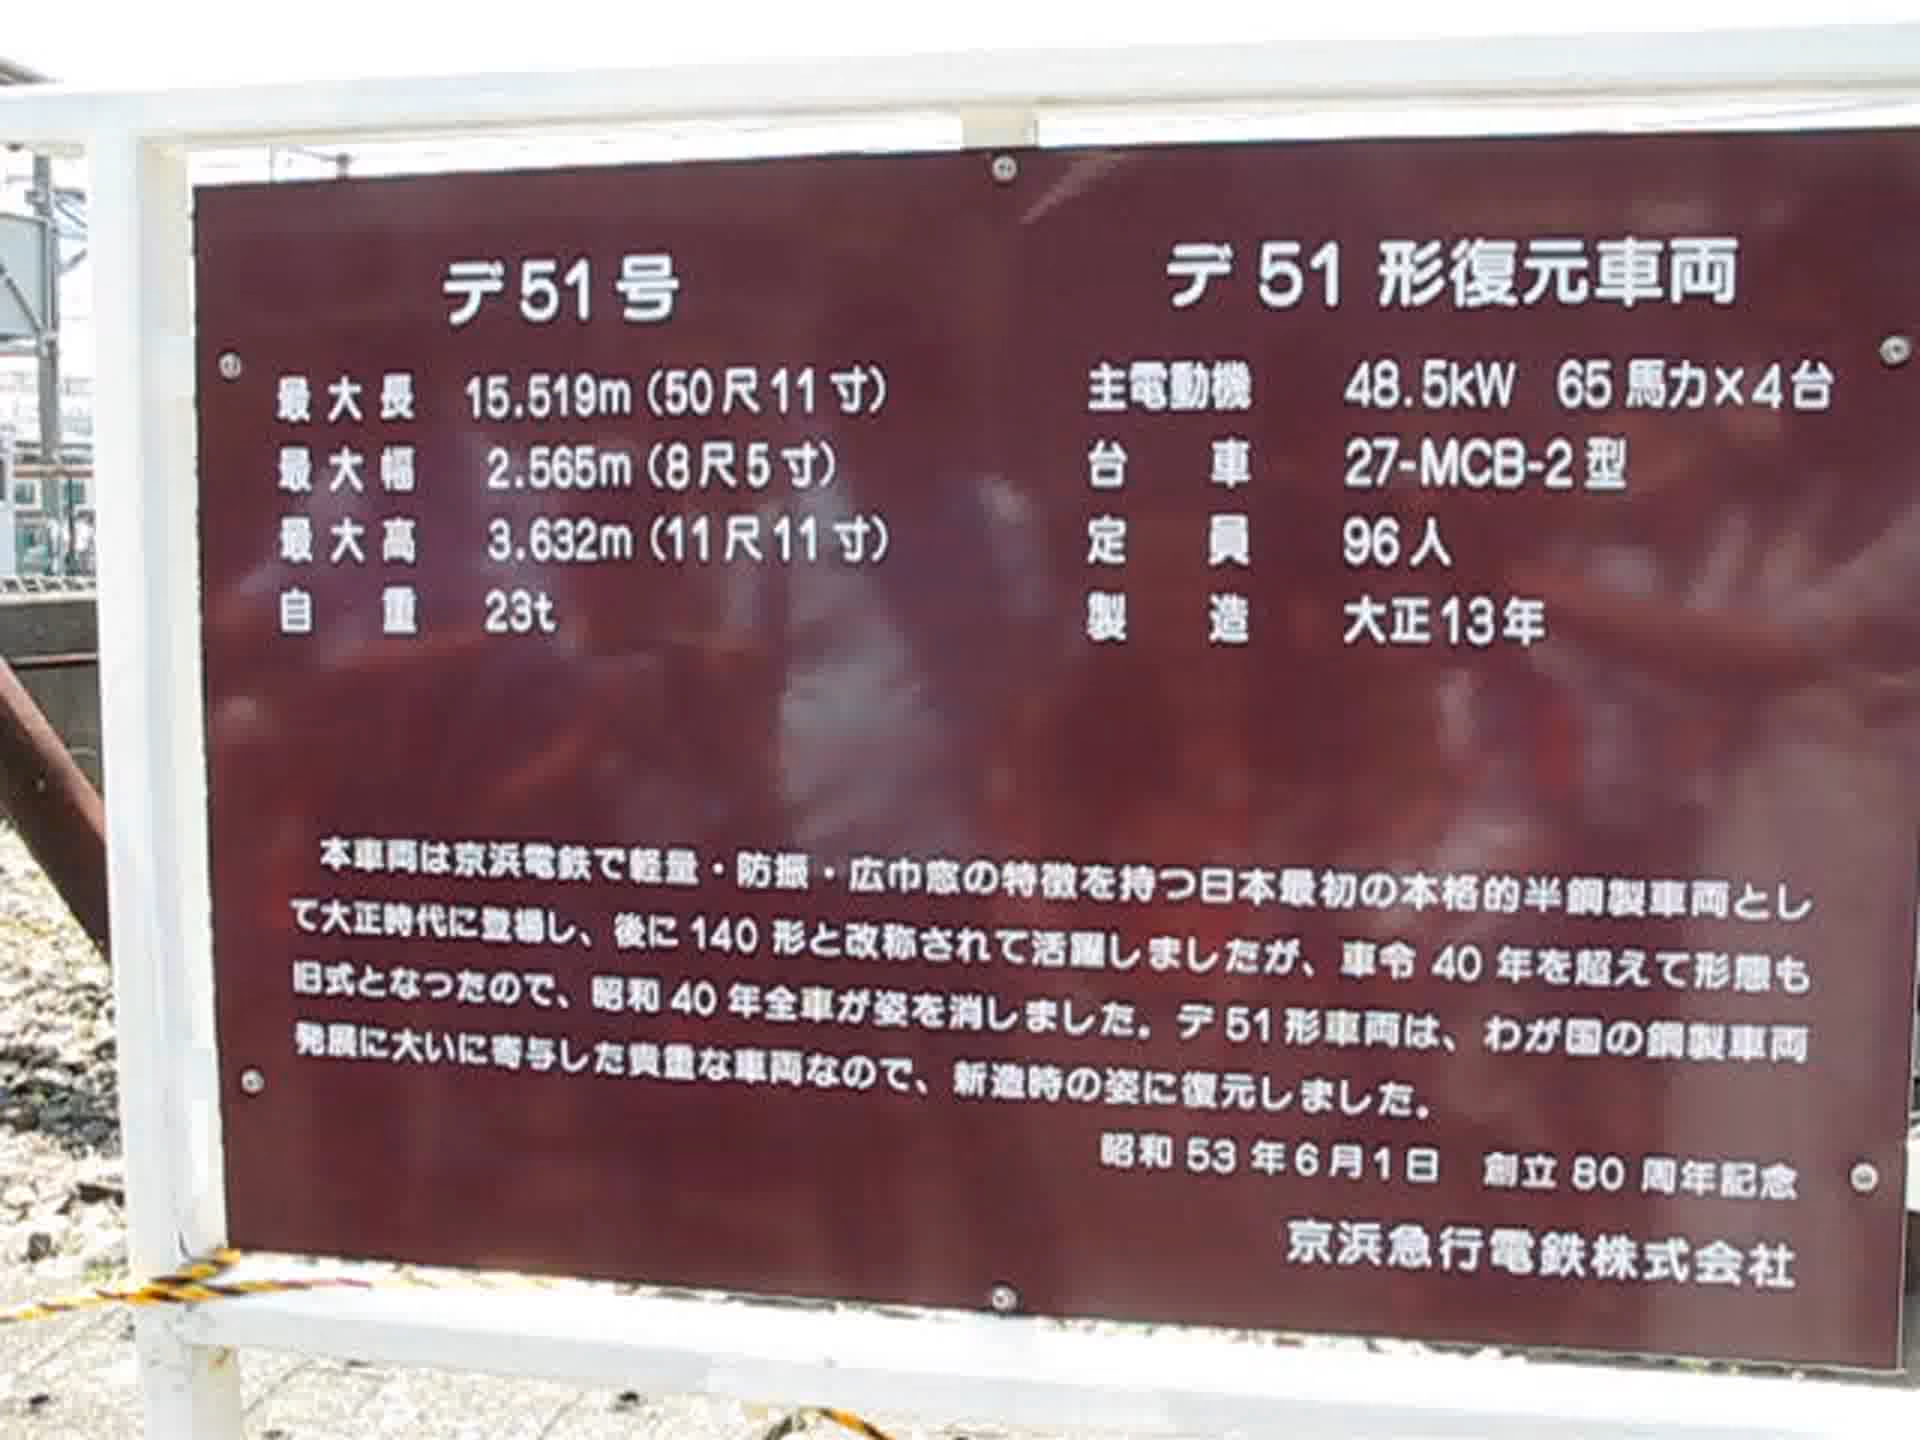 デ51号
最大長 15.519m(50尺11寸)
最大幅 2.565m(8尺5寸)
最大高 3.632m(11尺11寸)
自重 23t
デ51形復元車両
主電動機 48.5kW 65馬力×4台
台車 27-MCB-2型
定員 96人
製造 大正13年
本車両は京浜電鉄で軽量・防振・広巾窓の特徴を持つ日本最初の本格的半鋼製車両とし
て大正時代に登場し、後に140形と改称されて活躍しましたが、車令40年を超えて形態も
旧式となったので、昭和40年全車が姿を消しました。デ51形車両は、わが国の鋼製車両
発展に大いに寄与した貴重な車両なので、新造時の姿に復元しました。
昭和53年6月1日 創立80周年記念
京浜急行電鉄株式会社